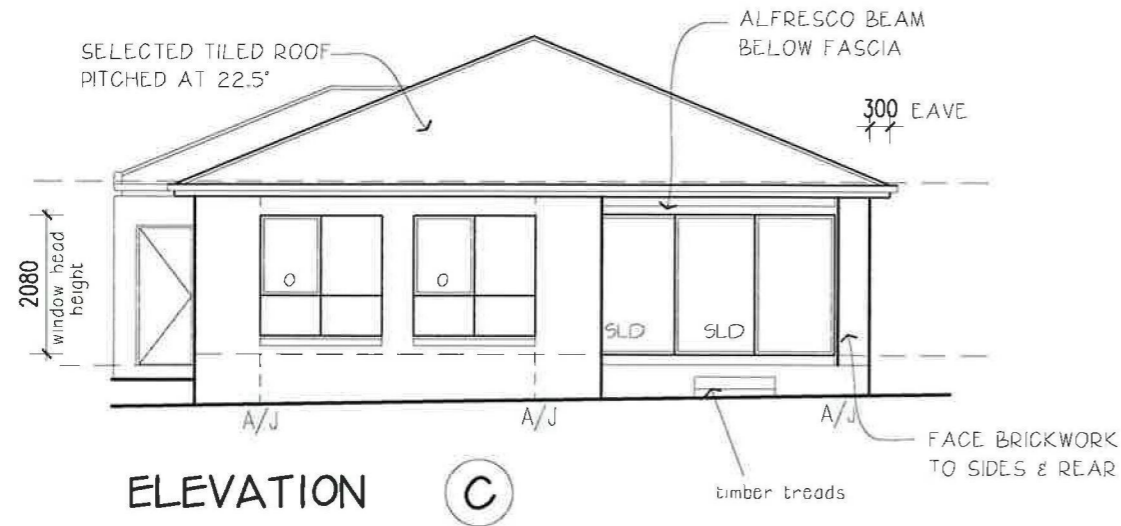 SELECTED TILED ROOF
PITCHED AT 22.5°
ALFRESCO BEAM
BELOW FASCIA
300 EAVE
2080
window head
height
O
O
SLD
SLD
A/J
A/J
A/J
FACE BRICKWORK
TO SIDES & REAR
timber treads
ELEVATION C